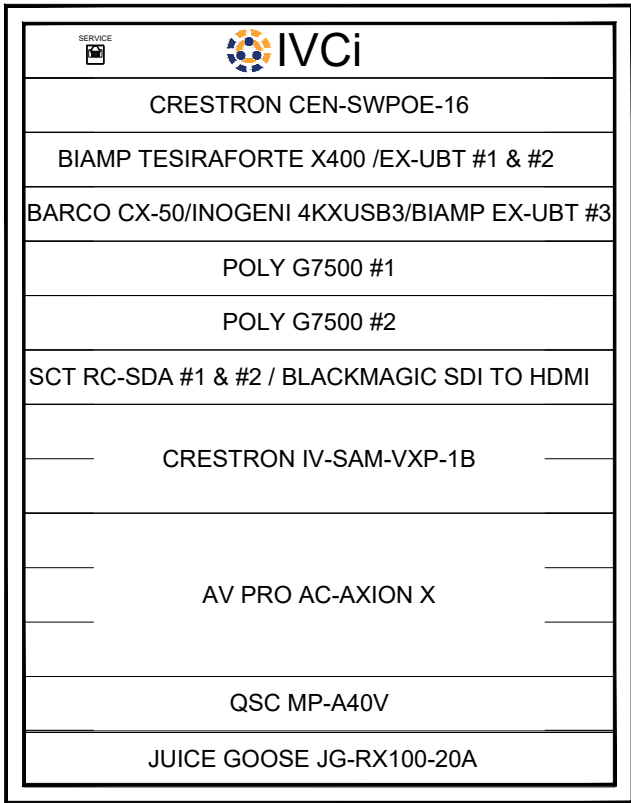 SERVICE
IVCi
CRESTRON CEN-SWPOE-16
BIAMP TESIRAFORTE X400 /EX-UBT #1 & #2
BARCO CX-50/INOGENI 4KXUSB3/BIAMP EX-UBT #3
POLY G7500 #1
POLY G7500 #2
SCT RC-SDA #1 & #2 / BLACKMAGIC SDI TO HDMI
CRESTRON IV-SAM-VXP-1B
AV PRO AC-AXION X
QSC MP-A40V
JUICE GOOSE JG-RX100-20A